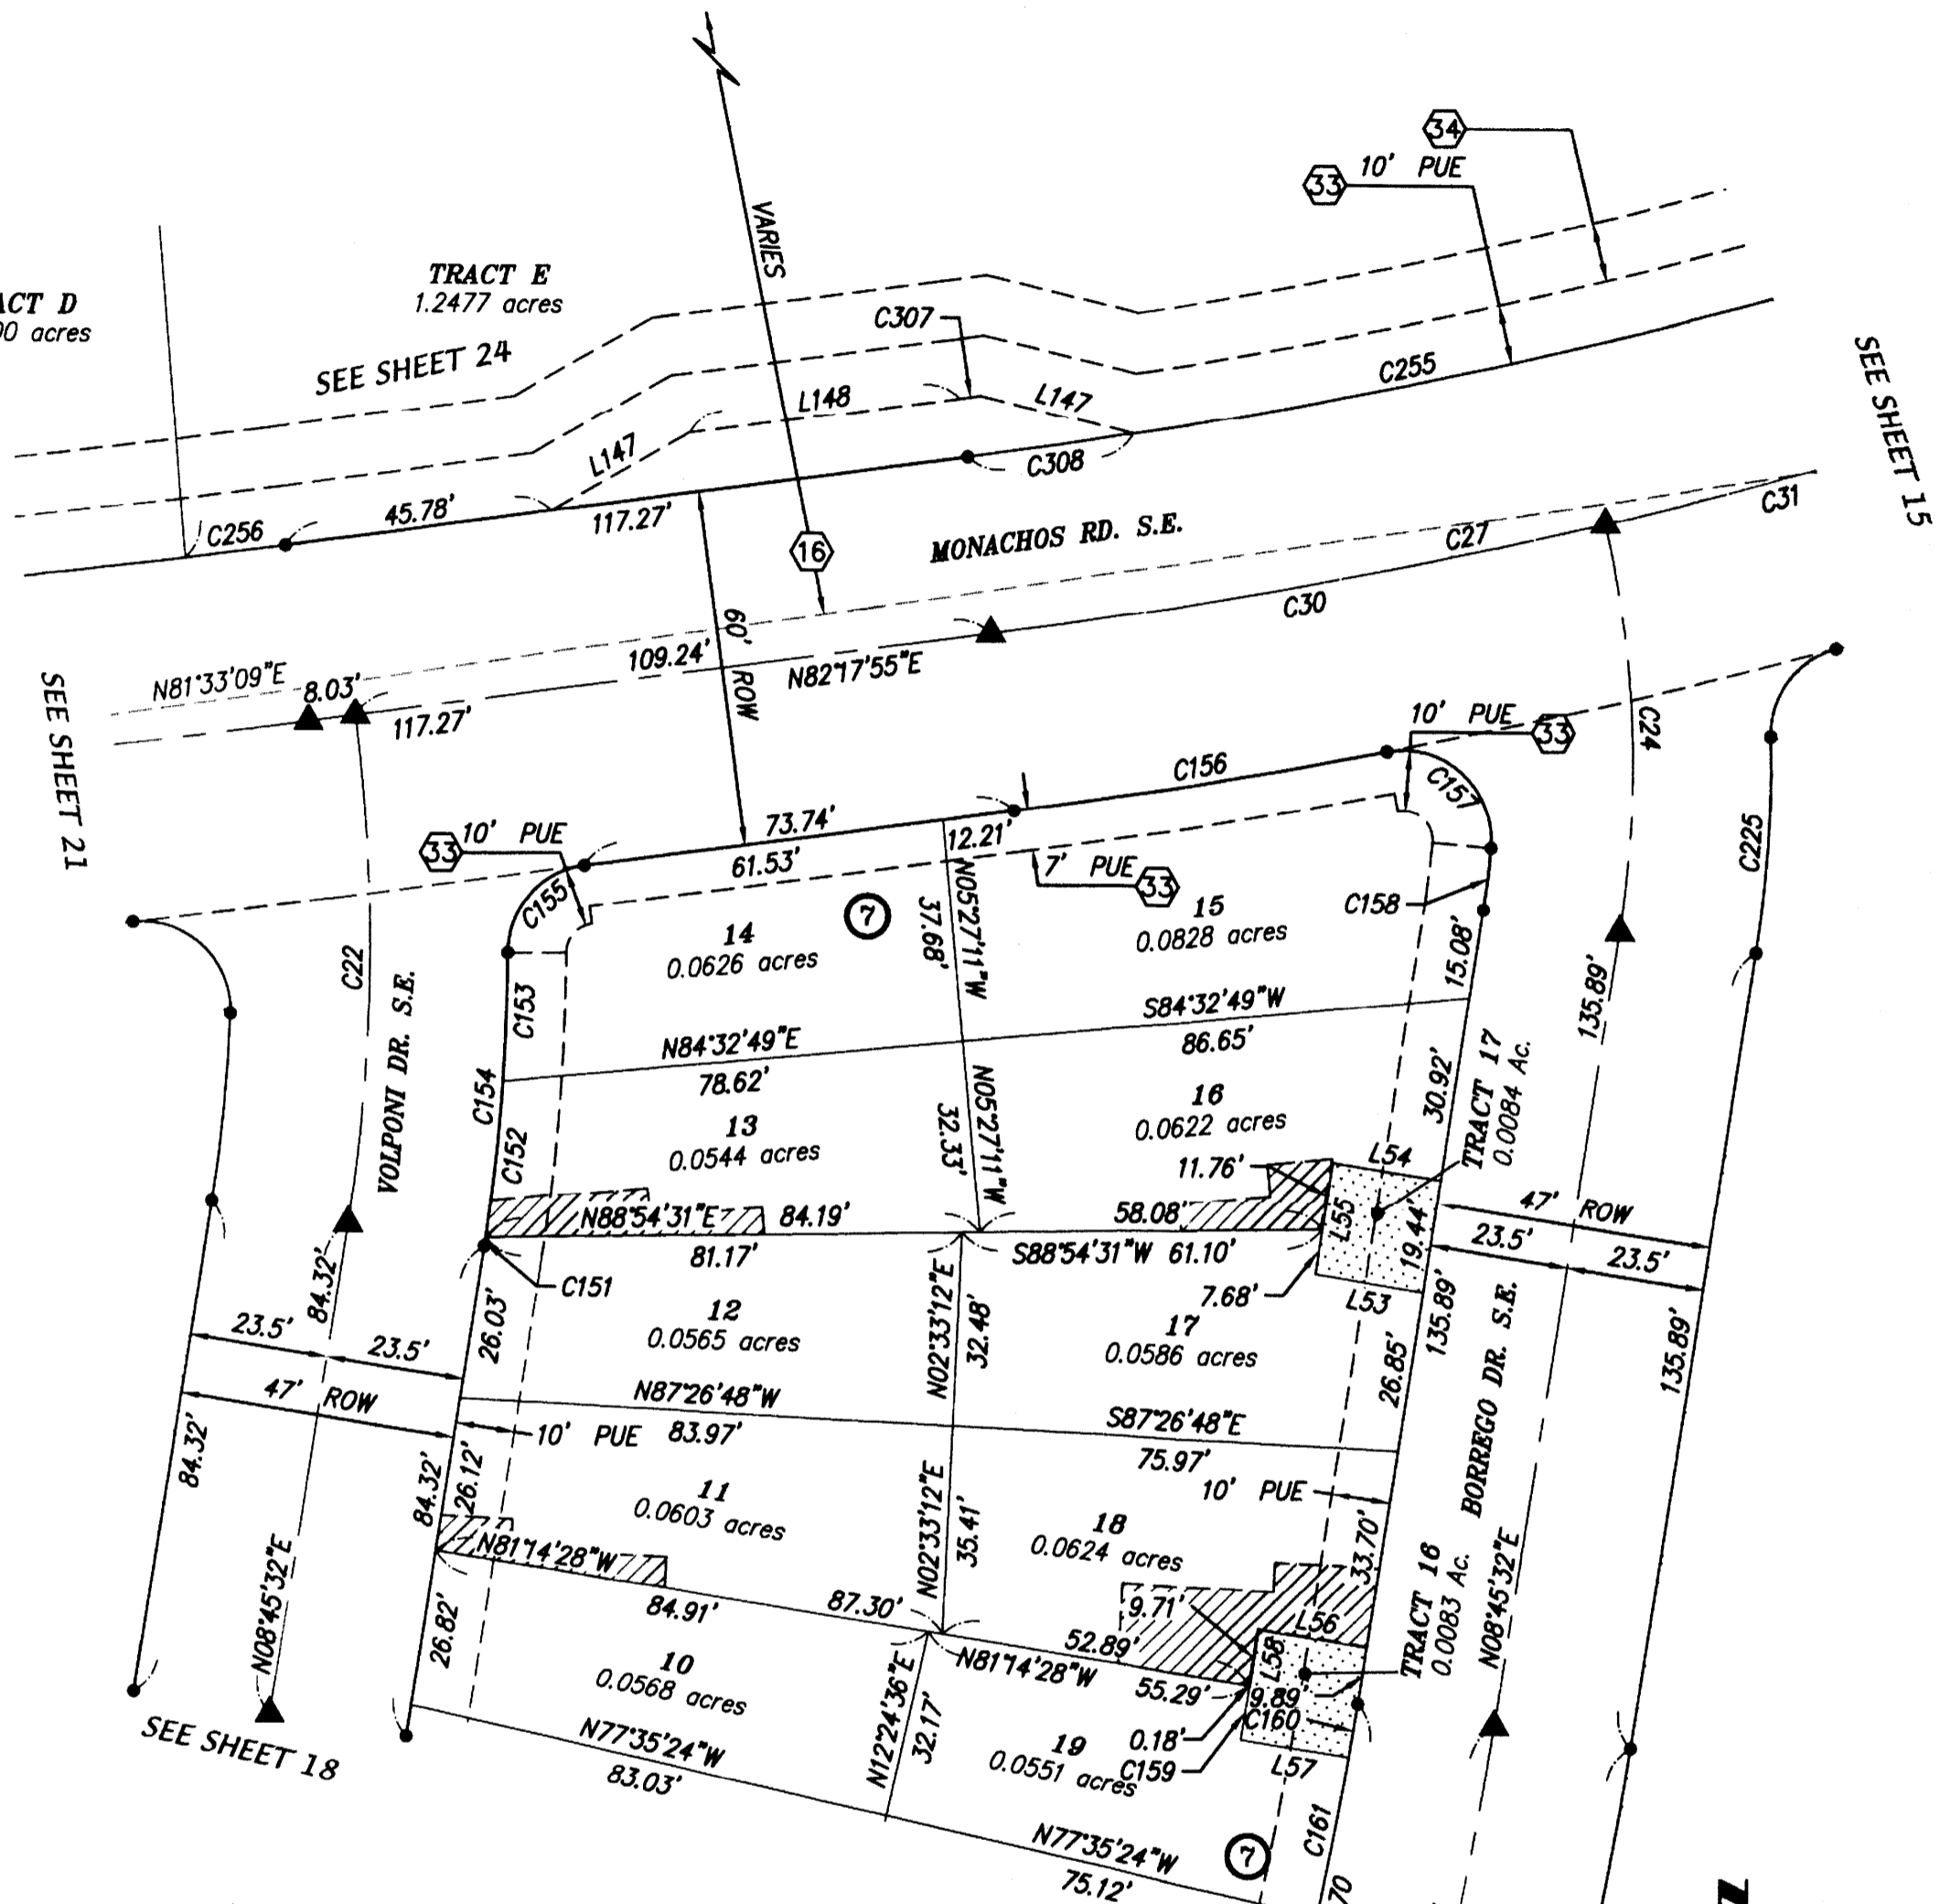 34
33 10' PUE
VARIES
TRACT E
1.2477 acres
ACT D
00 acres
SEE SHEET 24
C307
L148
L147
L147
C255
SEE SHEET 15
C308
C256
45.78'
117.27'
16
MONACHOS RD. S.E.
C27
C31
C30
60' ROW
109.24'
N82°17'55"E
N81°33'09"E
8.03'
117.27'
SEE SHEET 21
10' PUE
33
C24
C156
C157
C225
33 10' PUE
73.74'
12.21'
61.53'
7' PUE
33
C155
7
N05°27'11"W
37.68'
C158
15
0.0828 acres
14
0.0626 acres
C22
VOLPONI DR. S.E.
C153
15.08'
135.89'
S84°32'49"W
86.65'
N84°32'49"E
78.62'
C154
C152
13
0.0544 acres
N05°27'11"W
32.33'
16
0.0622 acres
30.92'
TRACT 17
0.0084 Ac.
11.76'
L54
L55
19.44'
47' ROW
23.5'
23.5'
N88°54'31"E
84.19'
58.08'
81.17'
S88°54'31"W 61.10'
C151
7.68'
L53
12
0.0565 acres
N02°33'12"E
32.48'
17
0.0586 acres
26.03'
84.32'
23.5'
23.5'
47' ROW
26.85'
135.89'
BORREGO DR. S.E.
135.89'
N87°26'48"W
83.97'
10' PUE
S87°26'48"E
75.97'
10' PUE
84.32'
84.32'
26.12'
11
0.0603 acres
N02°33'12"E
35.41'
18
0.0624 acres
33.70'
N81°14'28"W
84.91'
87.30'
9.71'
L56
52.89'
N81°14'28"W
55.29'
L58
9.89'
C160
TRACT 16
0.0083 Ac.
N08°45'32"E
N08°45'32"E
26.82'
10
0.0568 acres
N12°24'36"E
32.17'
0.18'
C159
19
0.0551 acres
L57
SEE SHEET 18
N77°35'24"W
83.03'
N77°35'24"W
75.12'
7
C161
70